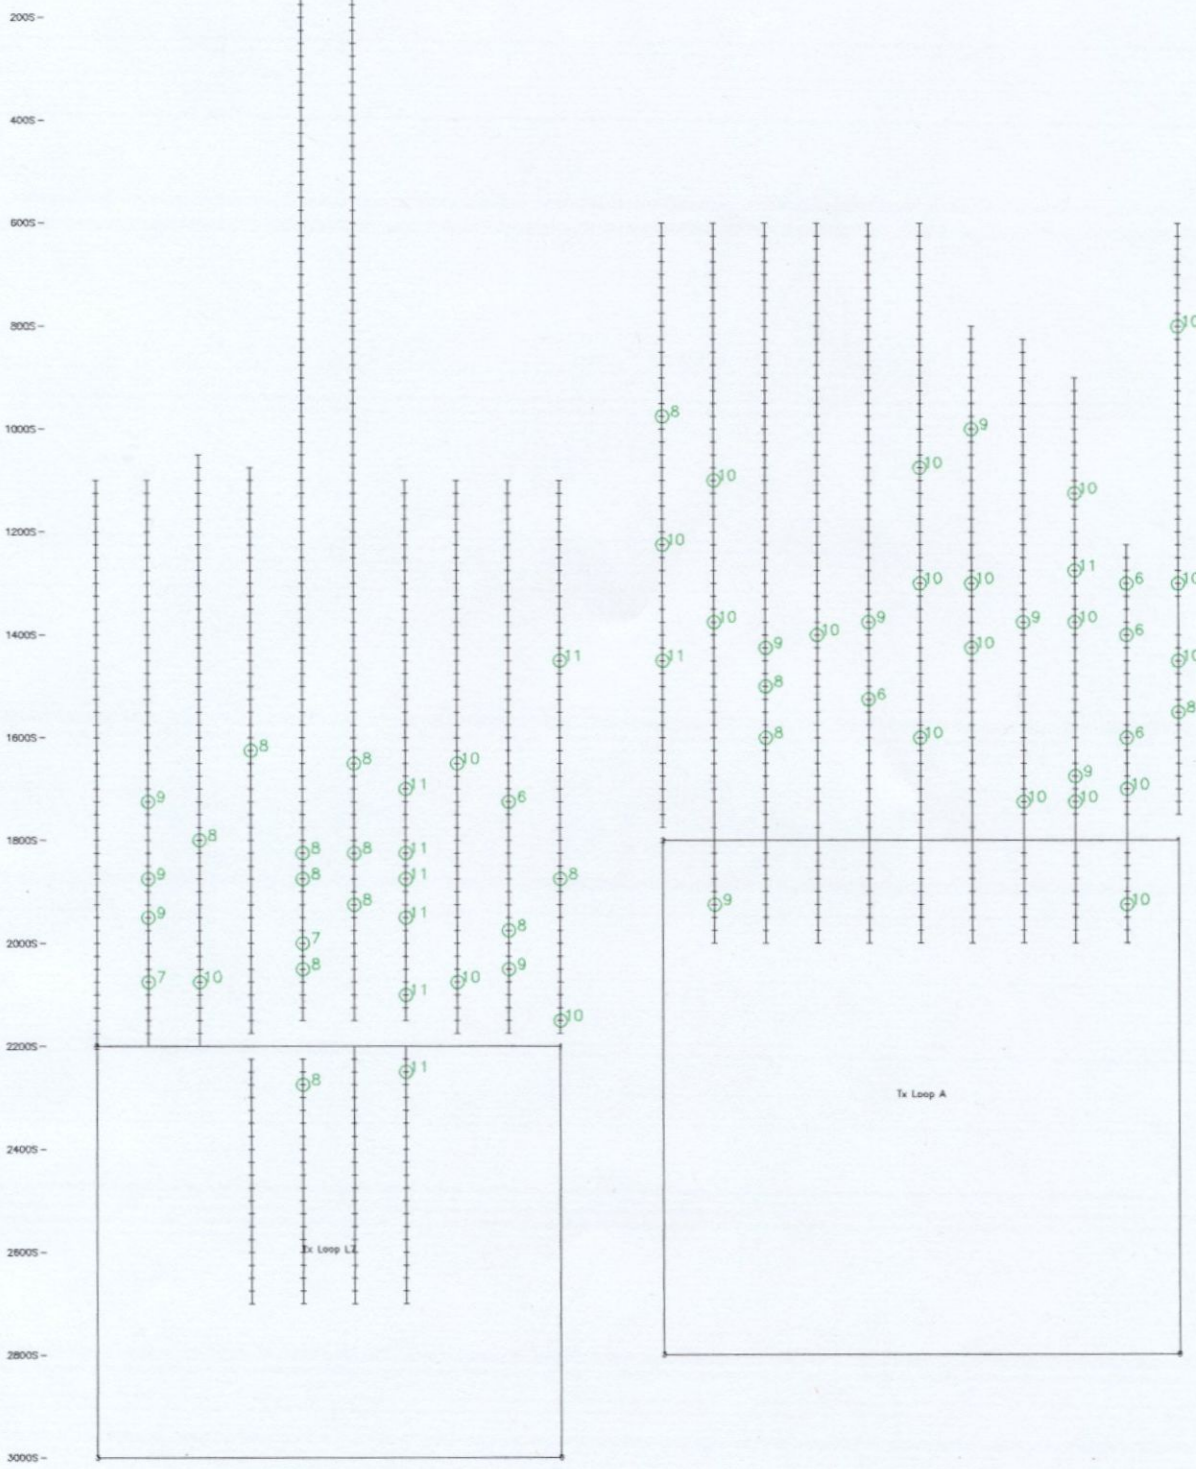 200S-
400S-
600S-
800S- 10
8
1000S- 9
10
10
10
1200S- 10
11
10 10 6 10
10 9 9 10
1400S- 10 6
9 10
11 11 10
8
6 8
1600S- 8 10 6
8
8 10 9
11 10
9 6 10 10
1800S- 8
8 8 11
9 8 11 8
8 9 10
9 11
8
2000S- 7
8 9
7 10 10
11
10
2200S-
11
8
Tx Loop A
2400S-
2600S- Tx Loop L7
2800S-
3000S-